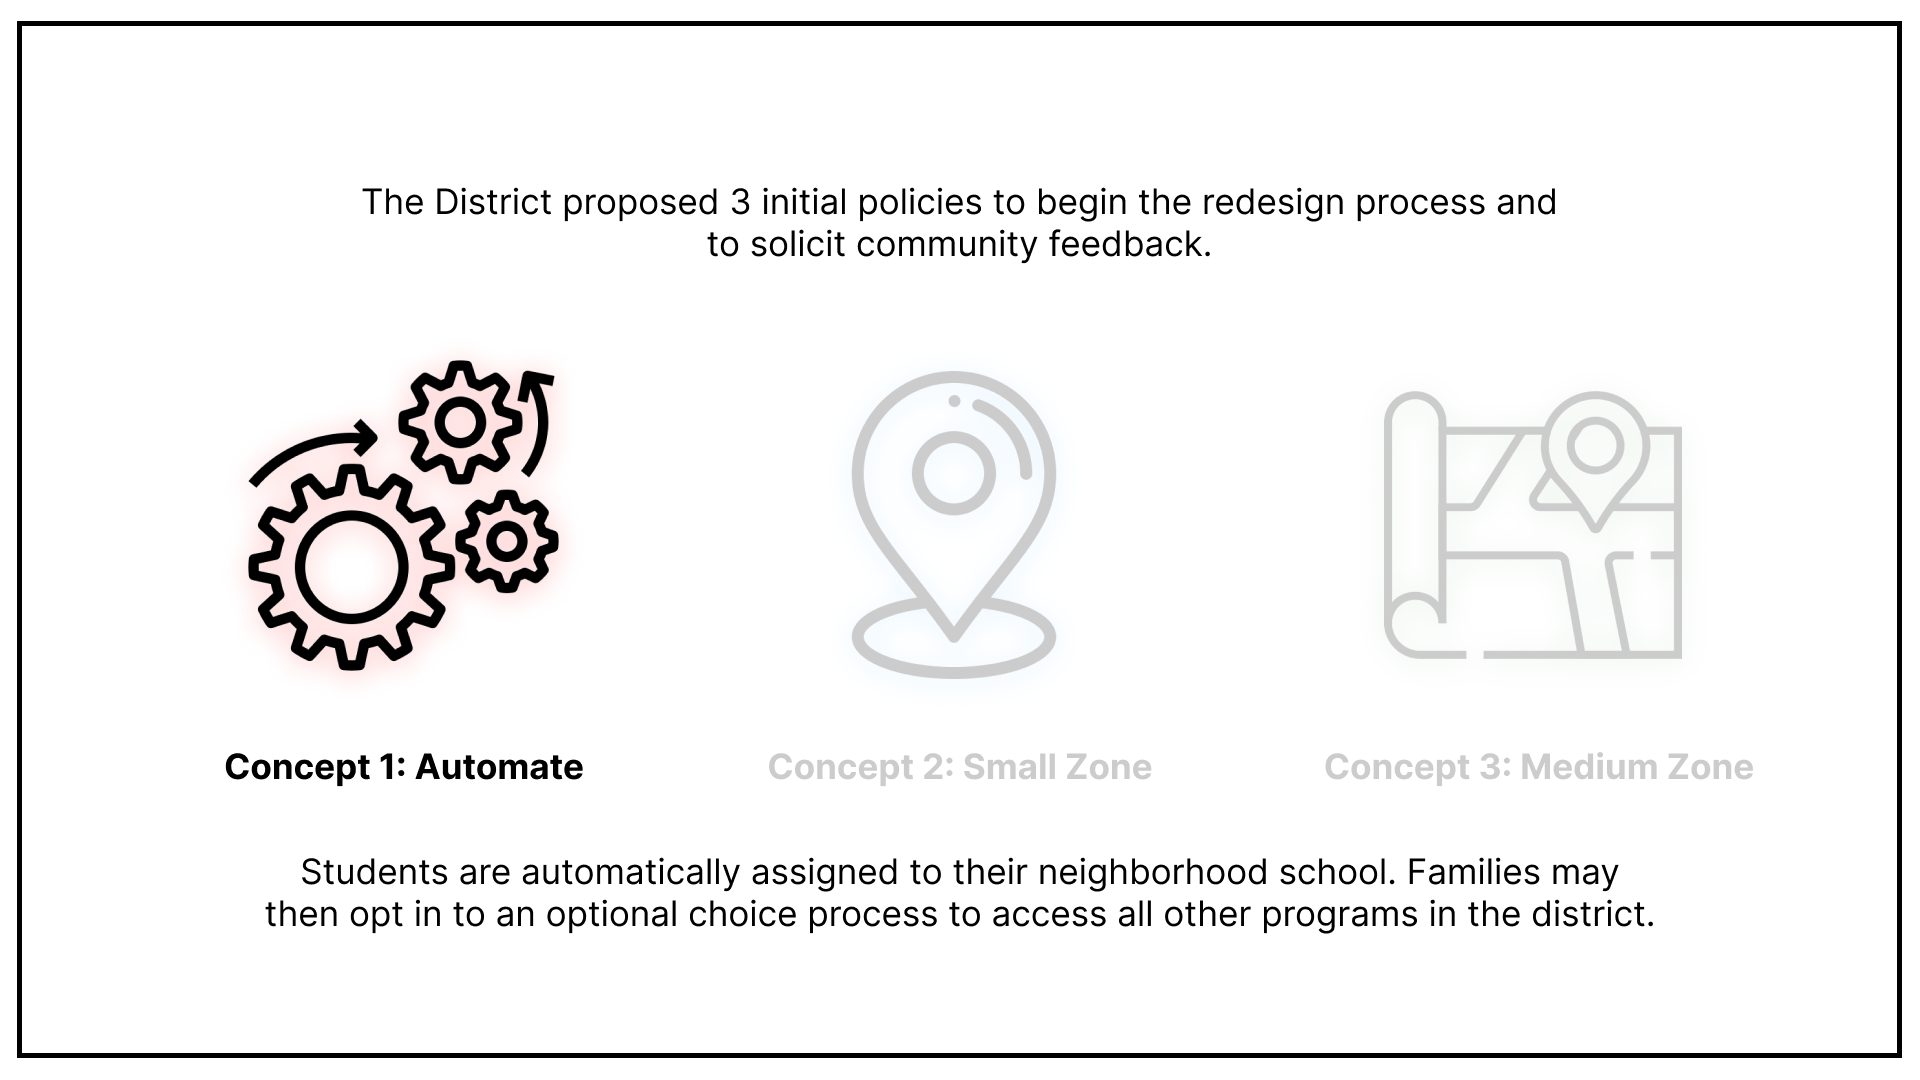 The District proposed 3 initial policies to begin the redesign process and
to solicit community feedback.
Concept 1: Automate
Concept 2: Small Zone
Concept 3: Medium Zone
Students are automatically assigned to their neighborhood school. Families may
then opt in to an optional choice process to access all other programs in the district.